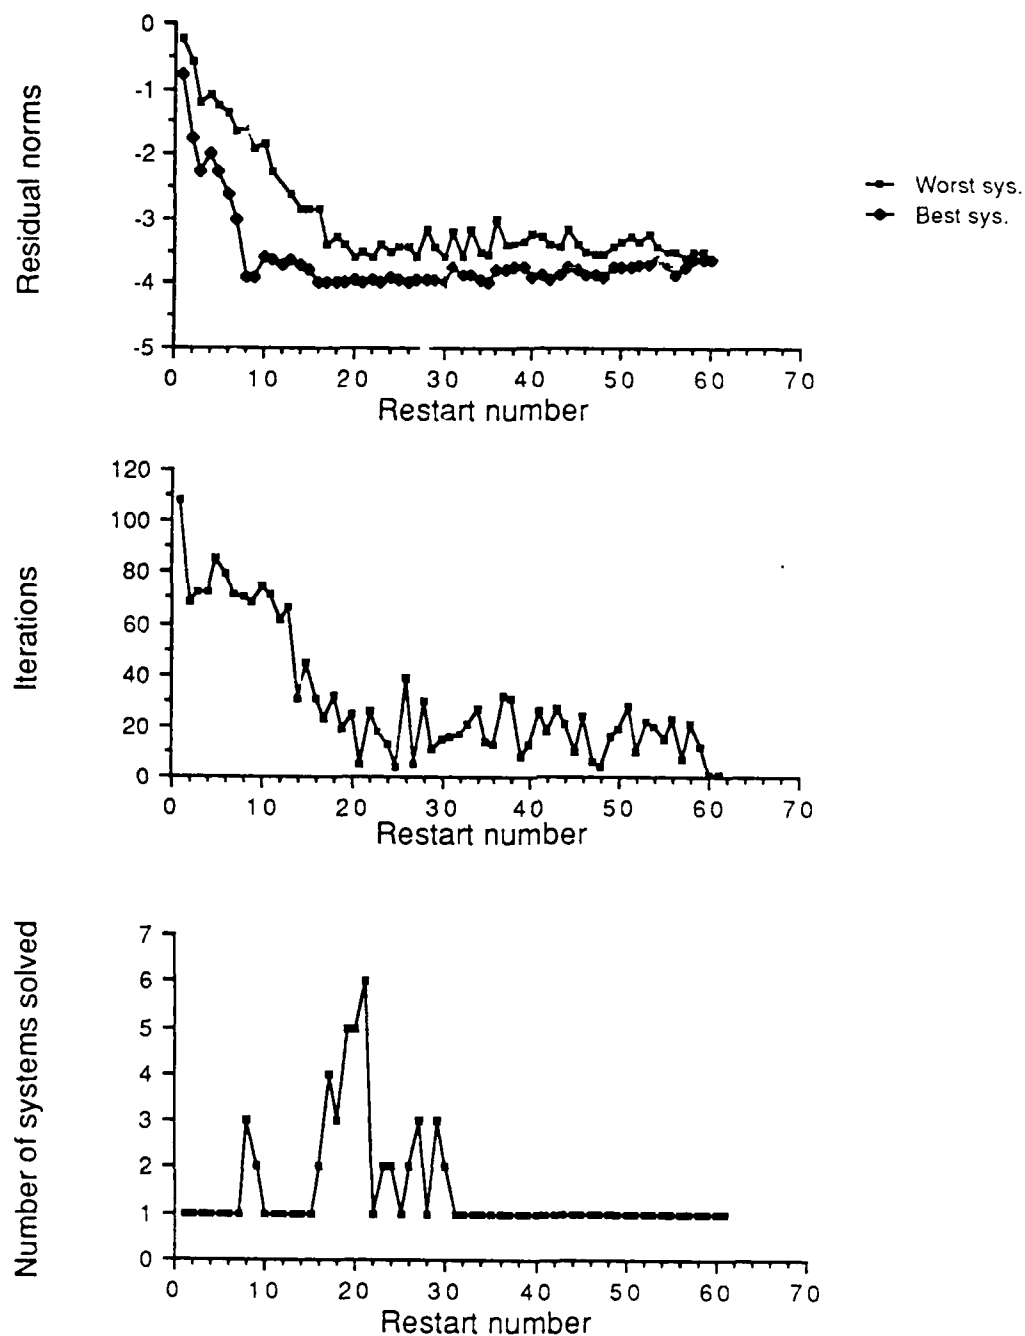 Residual norms
0
-1
-2
-3
-4
-5
0 10 20 30 40 50 60 70
Restart number
Worst sys.
Best sys.
Iterations
120
100
80
60
40
20
0
0 10 20 30 40 50 60 70
Restart number
Number of systems solved
7
6
5
4
3
2
1
0
0 10 20 30 40 50 60 70
Restart number